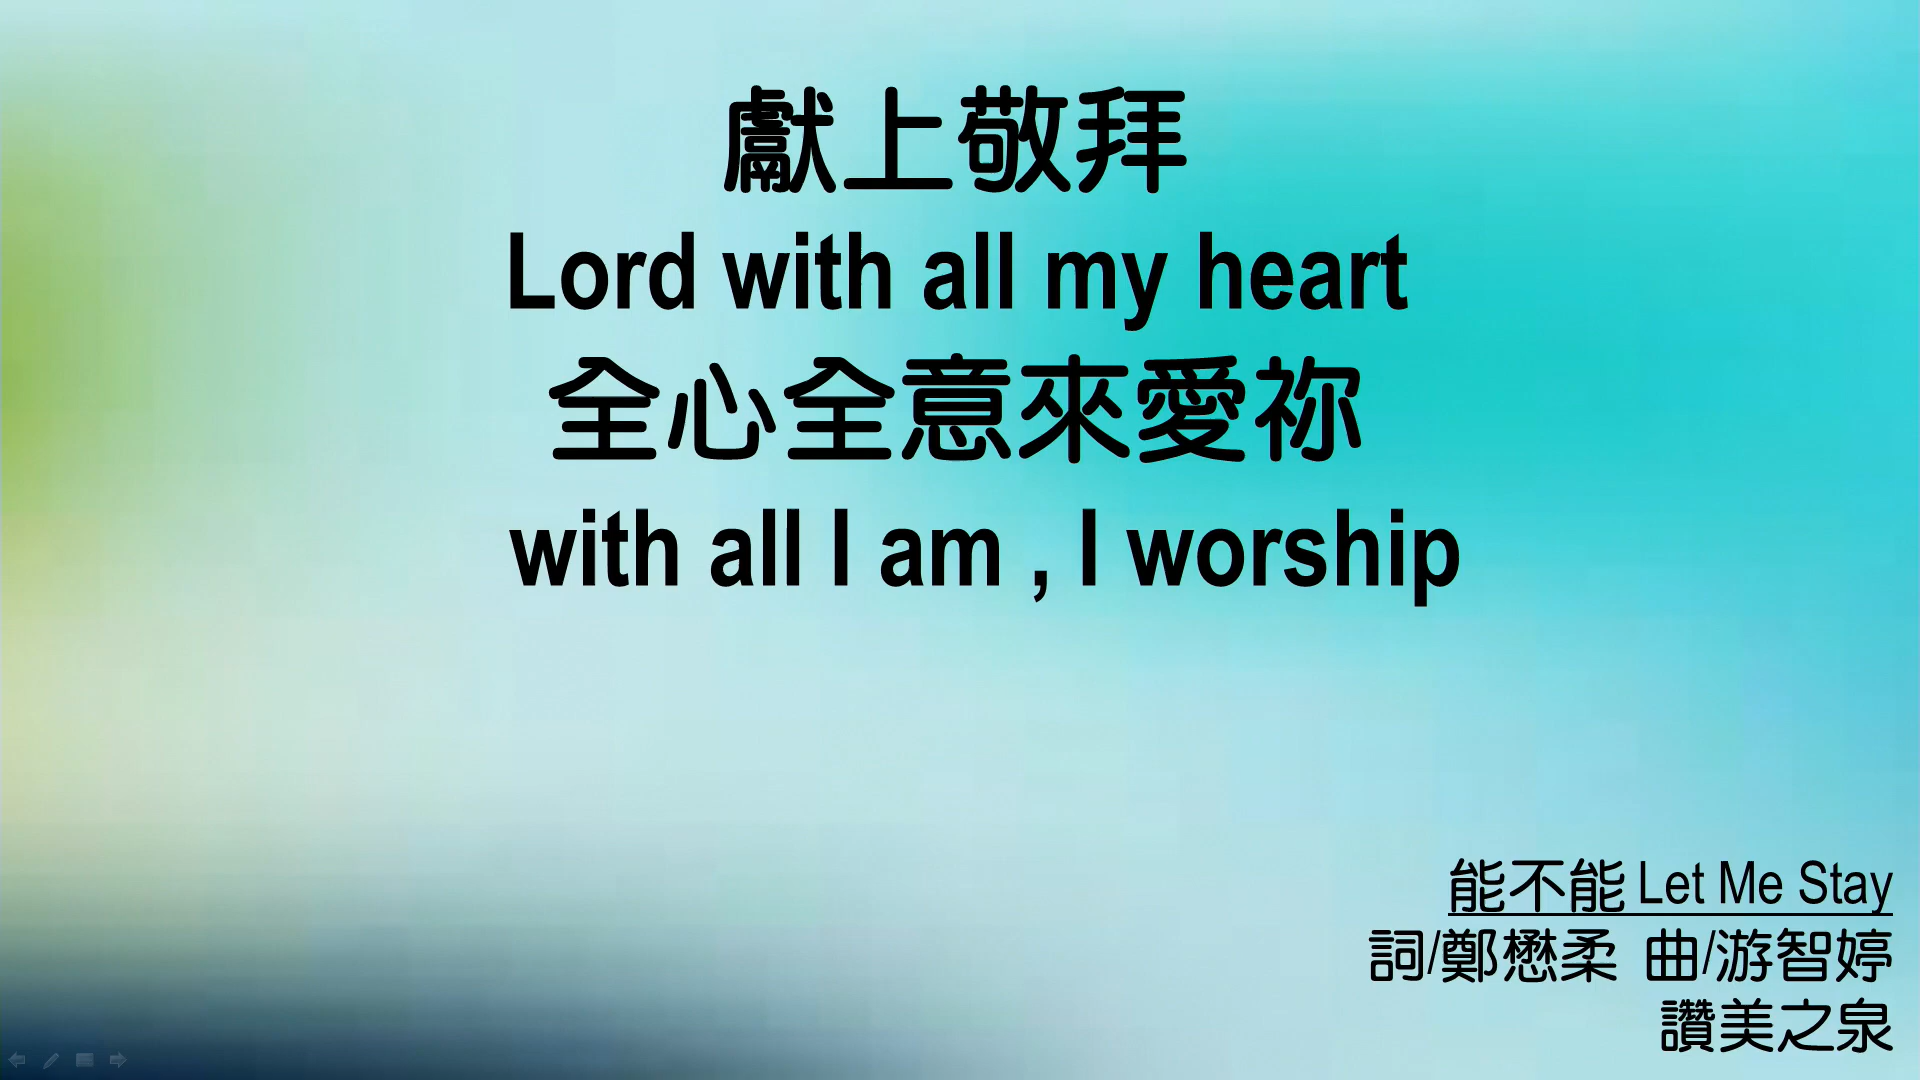 獻上敬拜
Lord with all my heart
全心全意來愛祢
with all I am , I worship
能不能 Let Me Stay
詞/鄭懋柔 曲/游智婷
讚美之泉